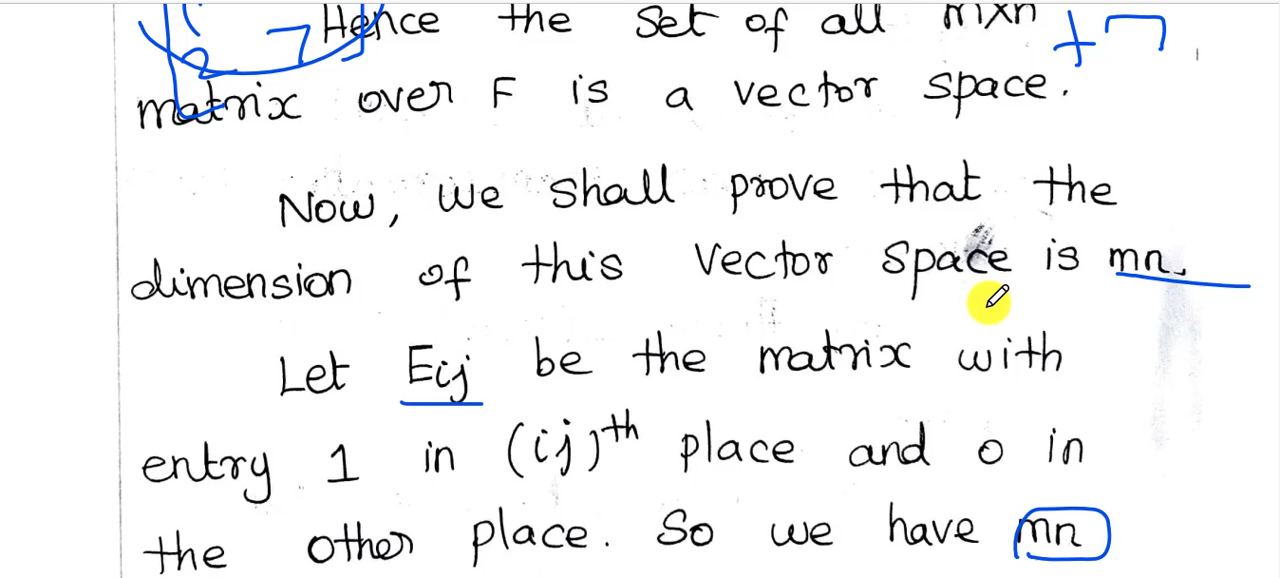 Hence the set of all mxn
matrix over F is a vector space.
Now, we shall prove that the
dimension of this vector space is mn.
Let Eij be the matrix with
entry 1 in (ij)th place and 0 in
the other place. So we have mn